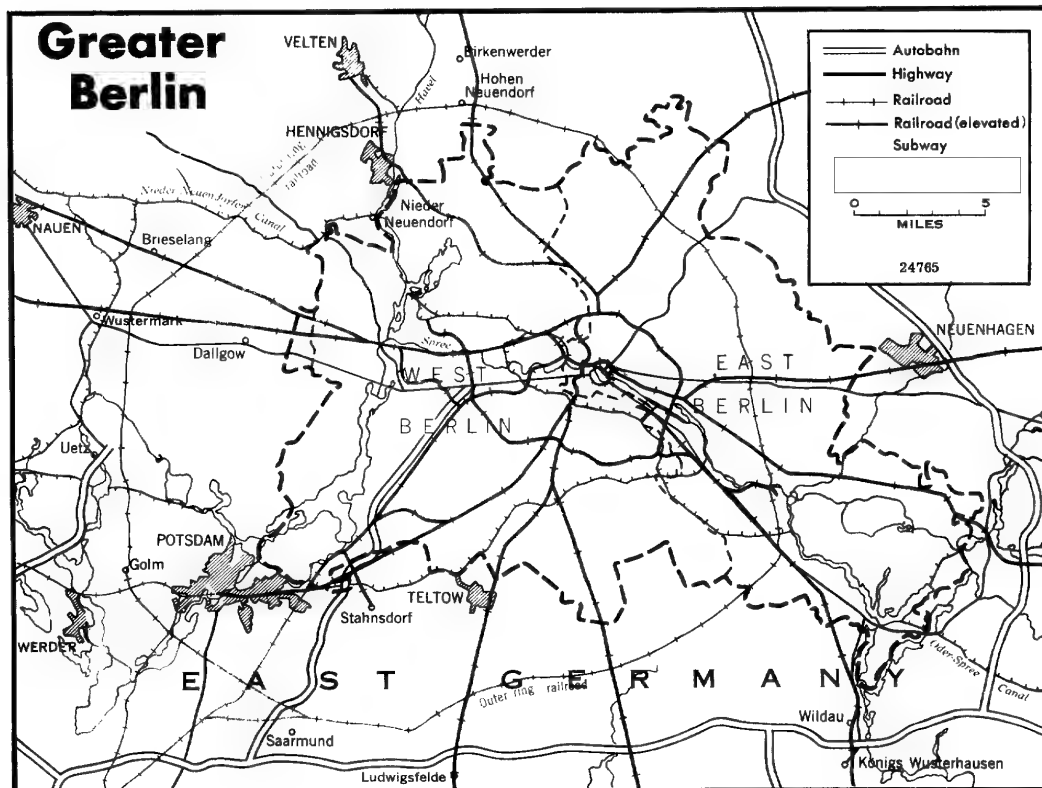 Greater
Berlin
VELTEN
Birkenwerder
Hohen
Neuendorf
Havel
HENNIGSDORF
ring
railroad
Nieder
Neuendorf
Canal
NAUEN
Brieselang
Wustermark
Dallgow
Spree
WEST
BERLIN
EAST
BERLIN
NEUENHAGEN
Uetz
POTSDAM
Golm
TELTOW
Stahnsdorf
WERDER
EAST GERMANY
Outer ring railroad
Oder-Spree
Canal
Saarmund
Wildau
Ludwigsfelde
Königs Wusterhausen
Autobahn
Highway
Railroad
Railroad (elevated)
Subway
0 5
MILES
24765